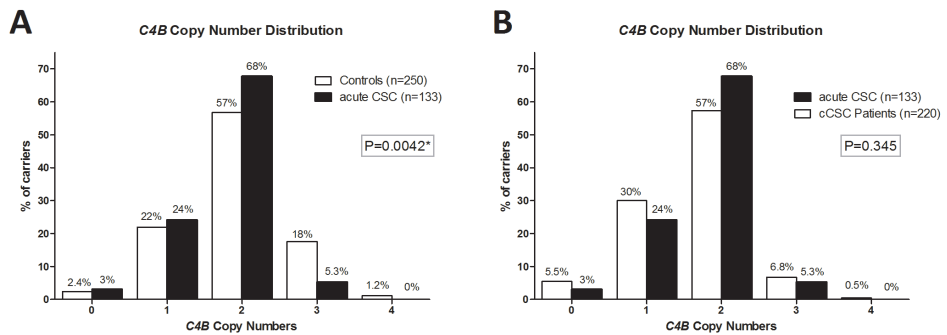 A
C4B Copy Number Distribution
70
60
50
40
30
20
10
0
% of carriers
2.4%
3%
22%
24%
57%
68%
18%
5.3%
1.2%
0%
Controls (n=250)
acute CSC (n=133)
P=0.0042*
0 1 2 3 4
C4B Copy Numbers
B
C4B Copy Number Distribution
70
60
50
40
30
20
10
0
% of carriers
5.5%
3%
30%
24%
57%
68%
6.8%
5.3%
0.5%
0%
acute CSC (n=133)
cCSC Patients (n=220)
P=0.345
0 1 2 3 4
C4B Copy Numbers